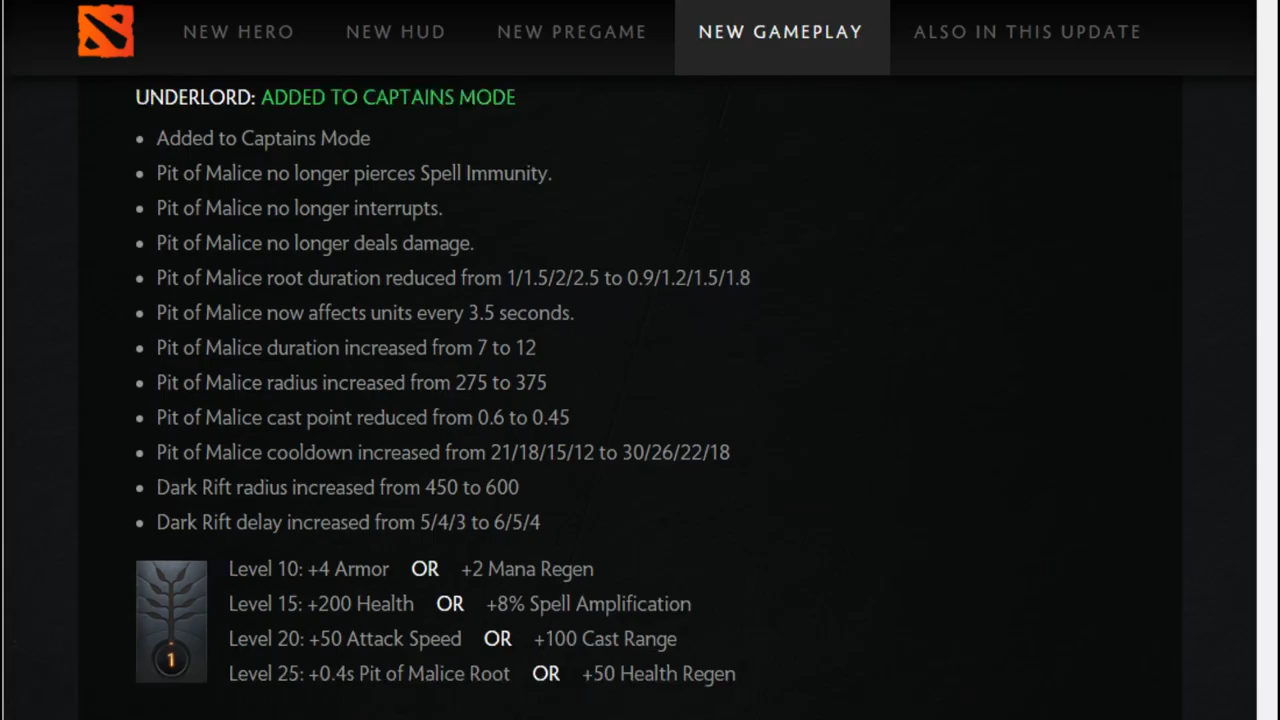 NEW HERO NEW HUD NEW PREGAME NEW GAMEPLAY ALSO IN THIS UPDATE
UNDERLORD: ADDED TO CAPTAINS MODE
• Added to Captains Mode
• Pit of Malice no longer pierces Spell Immunity.
• Pit of Malice no longer interrupts.
• Pit of Malice no longer deals damage.
• Pit of Malice root duration reduced from 1/1.5/2/2.5 to 0.9/1.2/1.5/1.8
• Pit of Malice now affects units every 3.5 seconds.
• Pit of Malice duration increased from 7 to 12
• Pit of Malice radius increased from 275 to 375
• Pit of Malice cast point reduced from 0.6 to 0.45
• Pit of Malice cooldown increased from 21/18/15/12 to 30/26/22/18
• Dark Rift radius increased from 450 to 600
• Dark Rift delay increased from 5/4/3 to 6/5/4
Level 10: +4 Armor OR +2 Mana Regen
Level 15: +200 Health OR +8% Spell Amplification
Level 20: +50 Attack Speed OR +100 Cast Range
1
Level 25: +0.4s Pit of Malice Root OR +50 Health Regen